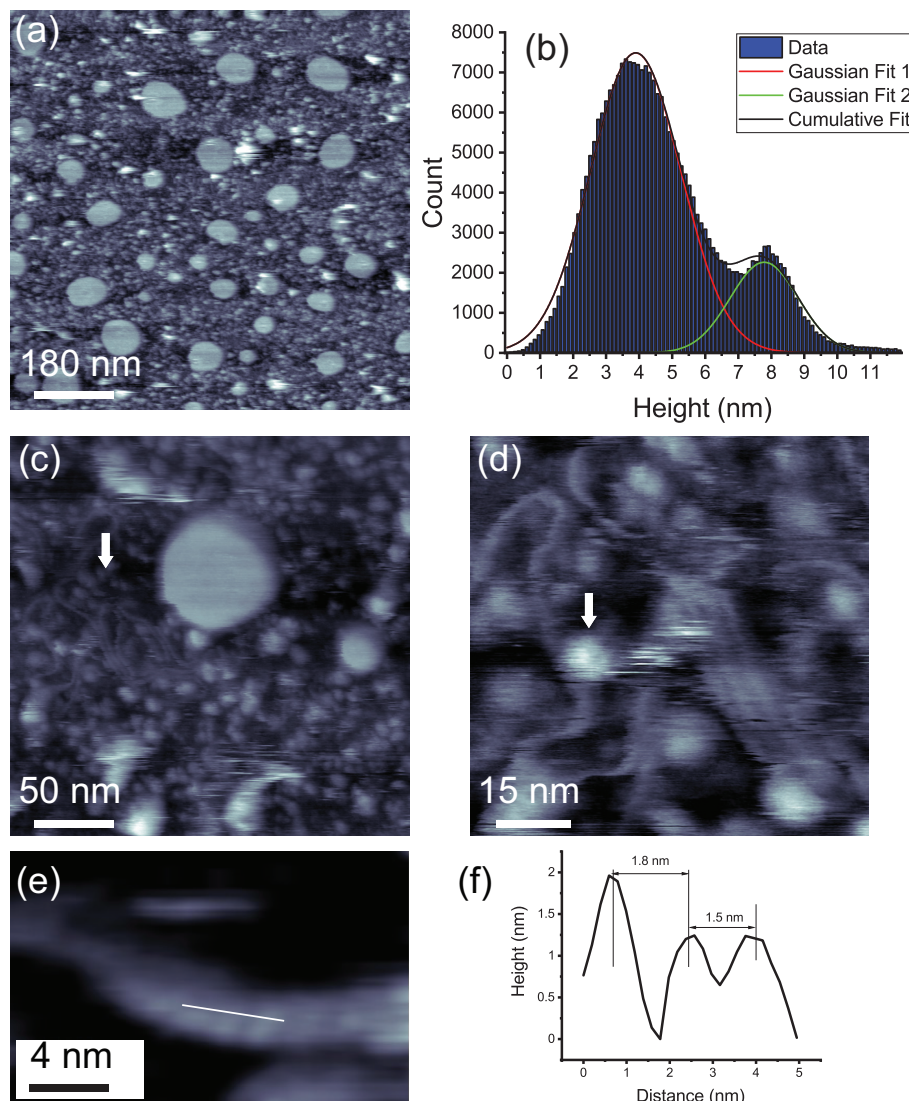 (a)
180 nm
(b)
8000
7000
6000
5000
4000
3000
2000
1000
0
Count
0 1 2 3 4 5 6 7 8 9 10 11
Height (nm)
Data
Gaussian Fit 1
Gaussian Fit 2
Cumulative Fit
(c)
50 nm
(d)
15 nm
(e)
4 nm
(f)
2
1.5
1
0.5
0
Height (nm)
1.8 nm
1.5 nm
0 1 2 3 4 5
Distance (nm)